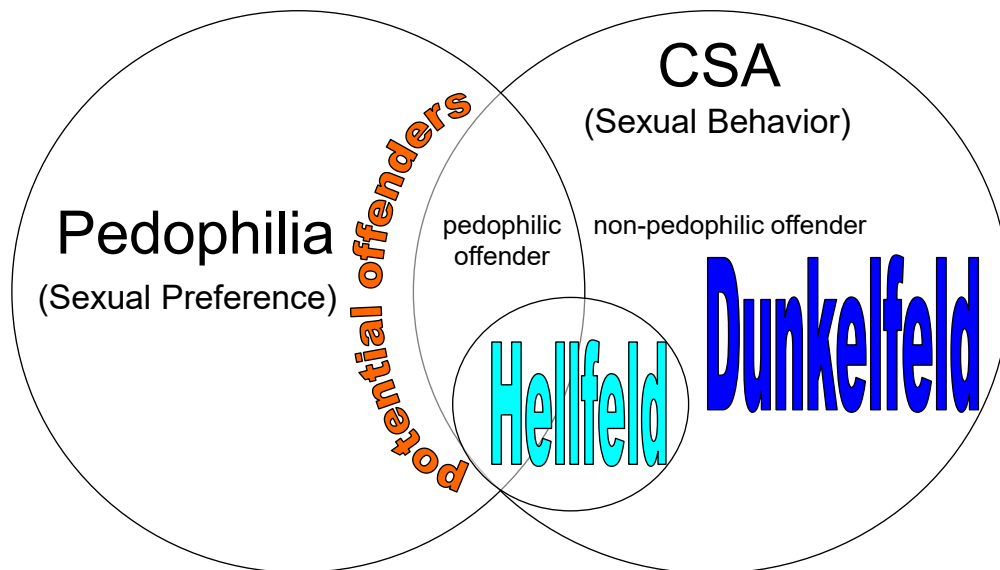 CSA
(Sexual Behavior)
potential offenders
Pedophilia
(Sexual Preference)
pedophilic
offender
non-pedophilic offender
Dunkelfeld
Hellfeld